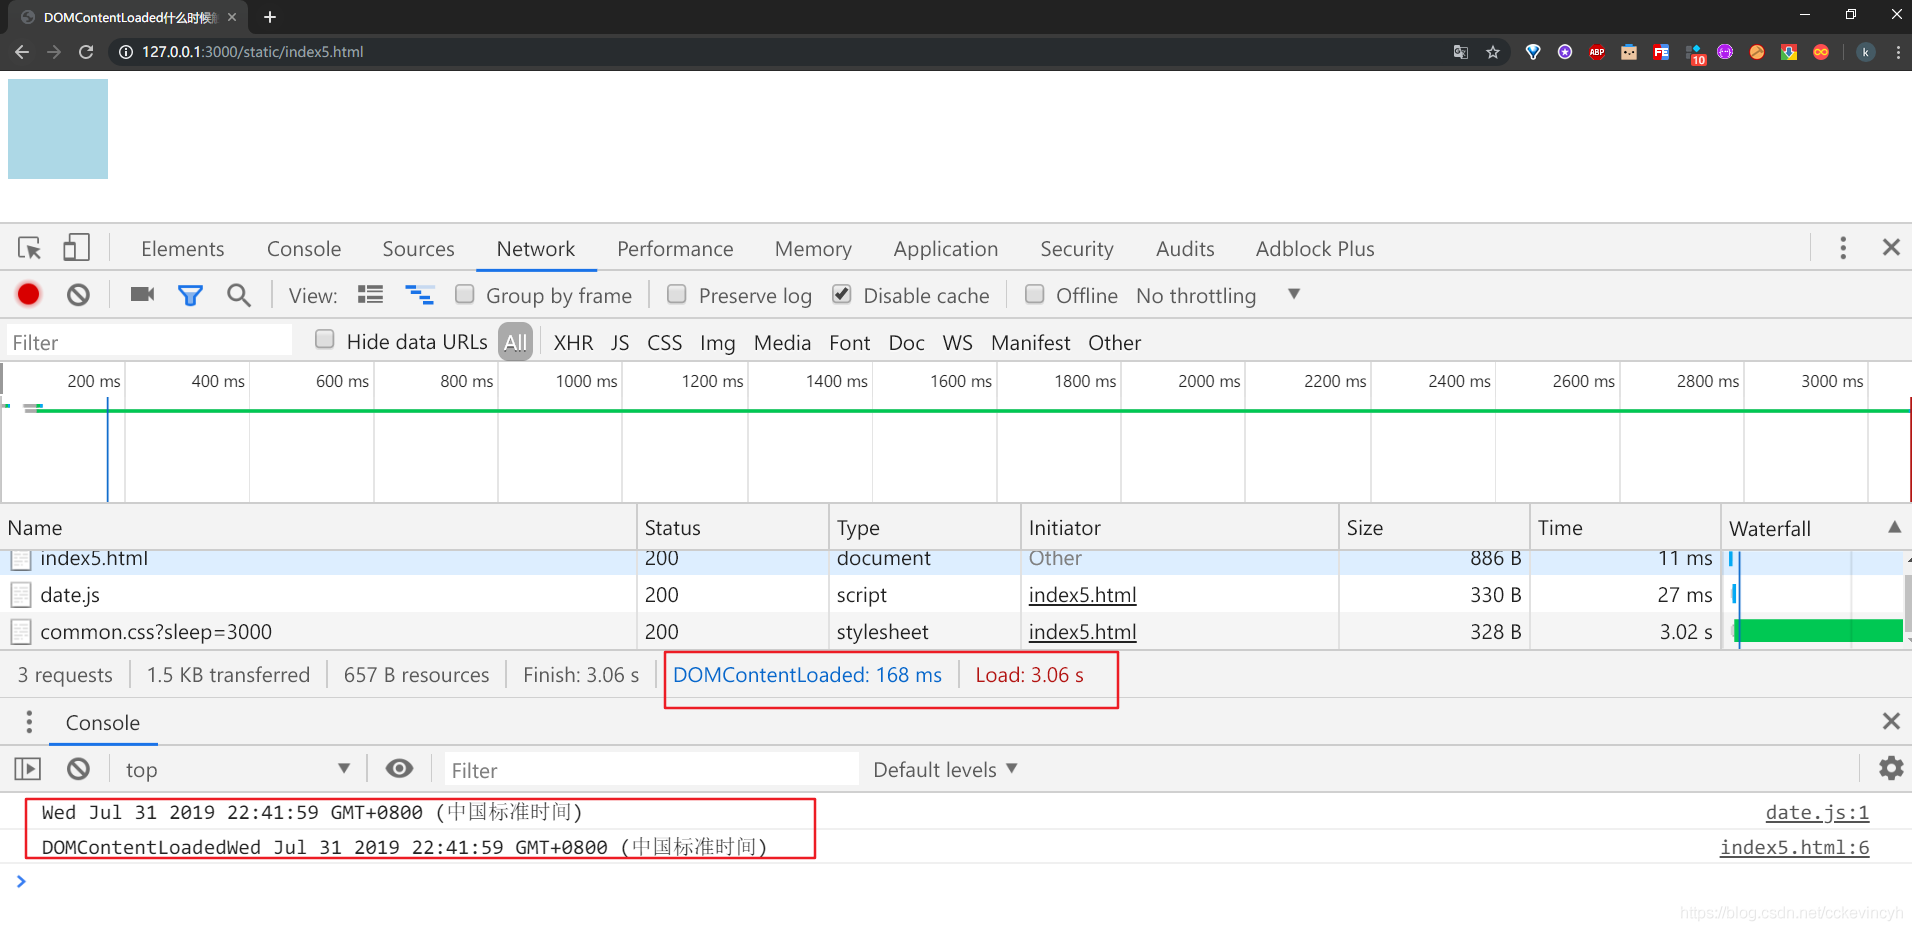 DOMContentLoaded什么时候触
127.0.0.1:3000/static/index5.html
ABP
FE
10
k
Elements Console Sources Network Performance Memory Application Security Audits Adblock Plus
View: Group by frame Preserve log Disable cache Offline No throttling
Filter Hide data URLs All XHR JS CSS Img Media Font Doc WS Manifest Other
200 ms 400 ms 600 ms 800 ms 1000 ms 1200 ms 1400 ms 1600 ms 1800 ms 2000 ms 2200 ms 2400 ms 2600 ms 2800 ms 3000 ms
Name Status Type Initiator Size Time Waterfall
index5.html 200 document Other 886 B 11 ms
date.js 200 script index5.html 330 B 27 ms
common.css?sleep=3000 200 stylesheet index5.html 328 B 3.02 s
3 requests 1.5 KB transferred 657 B resources Finish: 3.06 s DOMContentLoaded: 168 ms Load: 3.06 s
Console
top Filter Default levels
Wed Jul 31 2019 22:41:59 GMT+0800 (中国标准时间) date.js:1
DOMContentLoadedWed Jul 31 2019 22:41:59 GMT+0800 (中国标准时间) index5.html:6
https://blog.csdn.net/cckevincyh